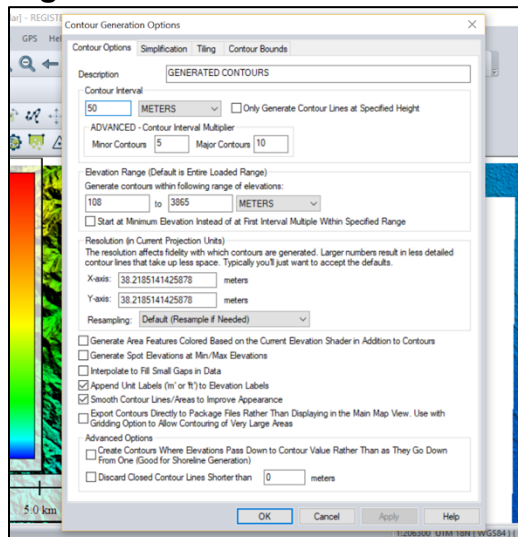 ar] - REGIST
GPS Hel
Contour Generation Options
Contour Options Simplification Tiling Contour Bounds
Description GENERATED CONTOURS
Contour Interval
50 METERS Only Generate Contour Lines at Specified Height
ADVANCED - Contour Interval Multiplier
Minor Contours 5 Major Contours 10
Elevation Range (Default is Entire Loaded Range)
Generate contours within following range of elevations:
108 to 3865 METERS
Start at Minimum Elevation Instead of at First Interval Multiple Within Specified Range
Resolution (in Current Projection Units)
The resolution affects fidelity with which contours are generated. Larger numbers result in less detailed
contour lines that take up less space. Typically you'll just want to accept the defaults.
X-axis: 38.2185141425878 meters
Y-axis: 38.2185141425878 meters
Resampling: Default (Resample if Needed)
Generate Area Features Colored Based on the Current Elevation Shader in Addition to Contours
Generate Spot Elevations at Min/Max Elevations
Interpolate to Fill Small Gaps in Data
Append Unit Labels ('m' or 'ft') to Elevation Labels
Smooth Contour Lines/Areas to Improve Appearance
Export Contours Directly to Package Files Rather Than Displaying in the Main Map View. Use with
Gridding Option to Allow Contouring of Very Large Areas
Advanced Options
Create Contours Where Elevations Pass Down to Contour Value Rather Than as They Go Down
From One (Good for Shoreline Generation)
Discard Closed Contour Lines Shorter than 0 meters
5.0 km
OK Cancel Apply Help
1:206300 UTM 18N ( WGS84 ) (